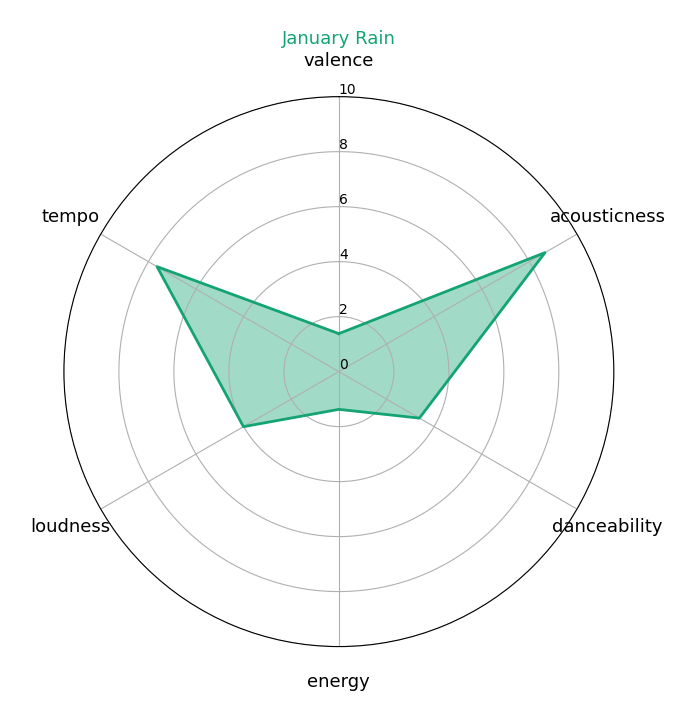 January Rain
valence
10
8
tempo
6
acousticness
4
2
0
loudness
danceability
energy